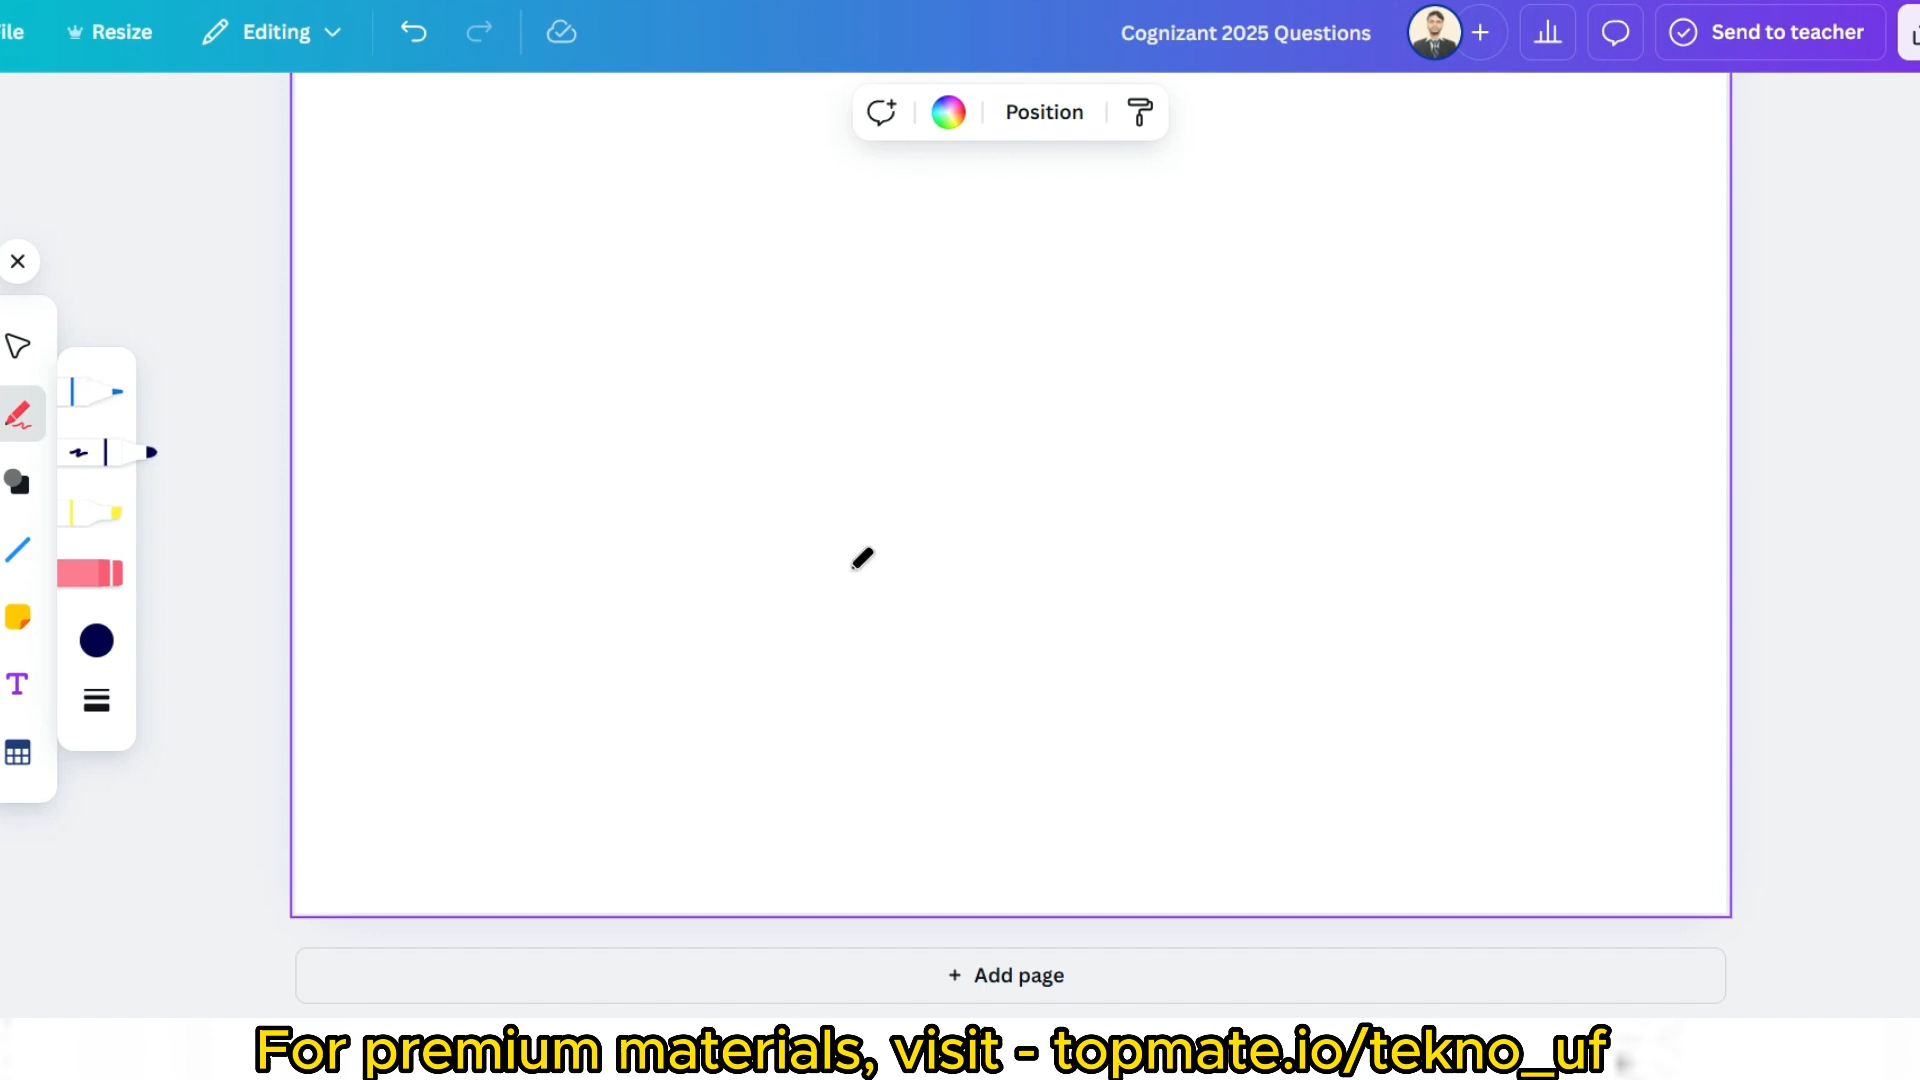 ile
Resize
Editing
Cognizant 2025 Questions
Send to teacher
Position
T
+ Add page
For premium materials, visit - topmate.io/tekno_uf